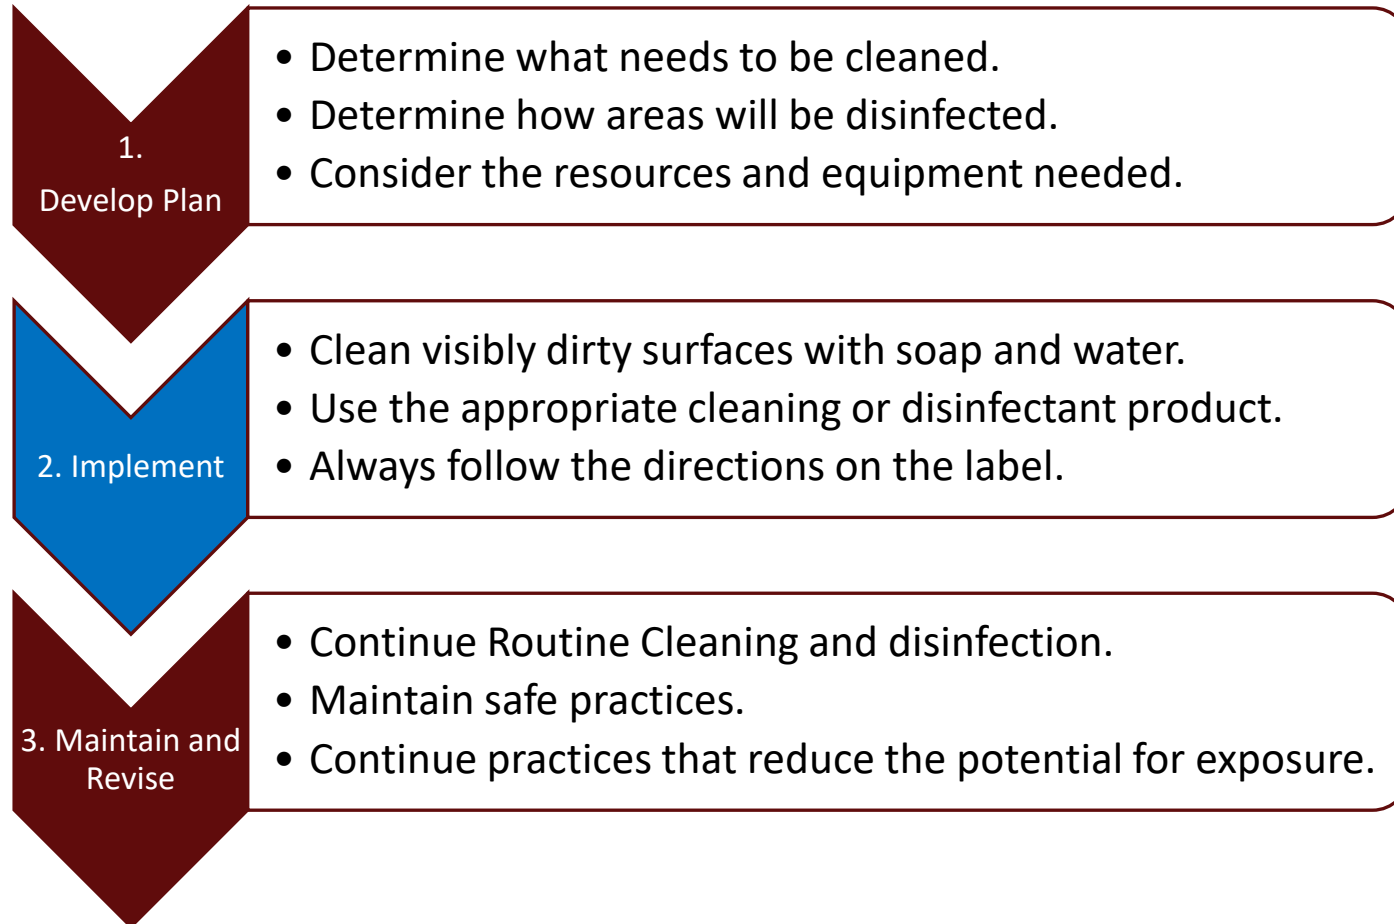 1.
Develop Plan
• Determine what needs to be cleaned.
• Determine how areas will be disinfected.
• Consider the resources and equipment needed.
2. Implement
• Clean visibly dirty surfaces with soap and water.
• Use the appropriate cleaning or disinfectant product.
• Always follow the directions on the label.
3. Maintain and
Revise
• Continue Routine Cleaning and disinfection.
• Maintain safe practices.
• Continue practices that reduce the potential for exposure.